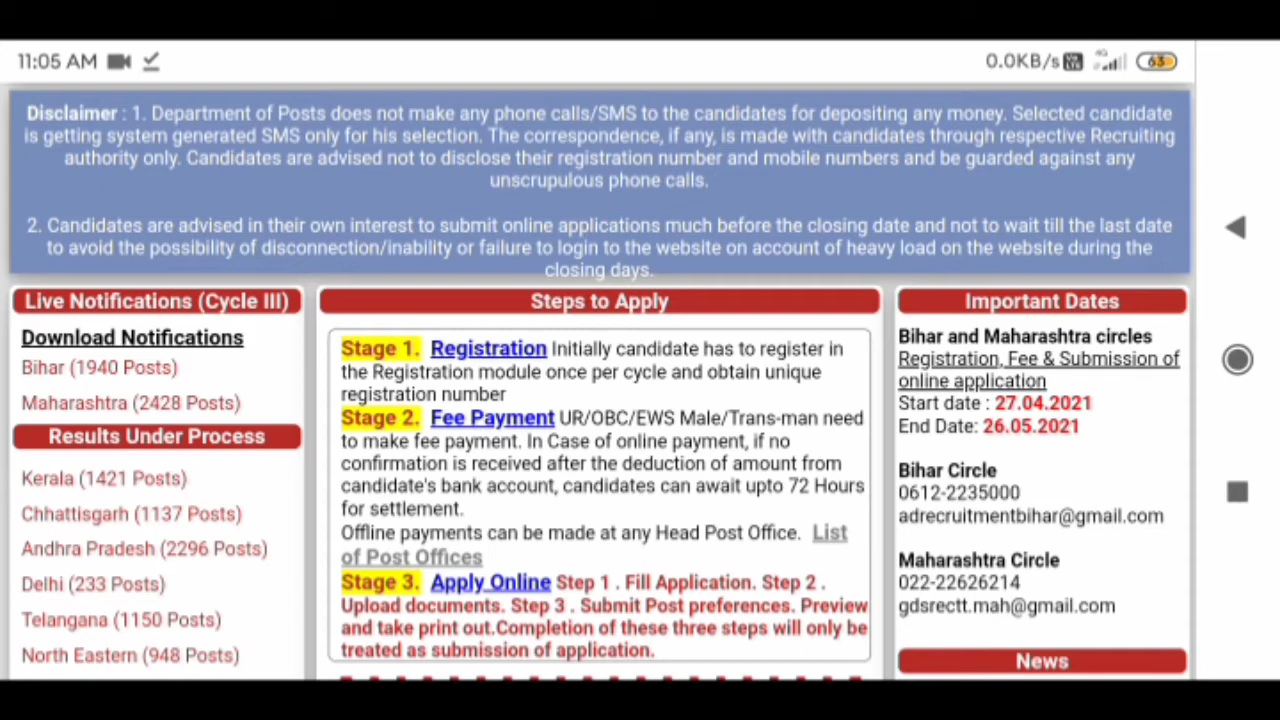 11:05 AM
0.0KB/s 4G 63
Disclaimer : 1. Department of Posts does not make any phone calls/SMS to the candidates for depositing any money. Selected candidate
is getting system generated SMS only for his selection. The correspondence, if any, is made with candidates through respective Recruiting
authority only. Candidates are advised not to disclose their registration number and mobile numbers and be guarded against any
unscrupulous phone calls.
2. Candidates are advised in their own interest to submit online applications much before the closing date and not to wait till the last date
to avoid the possibility of disconnection/inability or failure to login to the website on account of heavy load on the website during the
closing days.
Live Notifications (Cycle III)
Download Notifications
Bihar (1940 Posts)
Maharashtra (2428 Posts)
Results Under Process
Kerala (1421 Posts)
Chhattisgarh (1137 Posts)
Andhra Pradesh (2296 Posts)
Delhi (233 Posts)
Telangana (1150 Posts)
North Eastern (948 Posts)
Steps to Apply
Stage 1. Registration Initially candidate has to register in
the Registration module once per cycle and obtain unique
registration number
Stage 2. Fee Payment UR/OBC/EWS Male/Trans-man need
to make fee payment. In Case of online payment, if no
confirmation is received after the deduction of amount from
candidate's bank account, candidates can await upto 72 Hours
for settlement.
Offline payments can be made at any Head Post Office. List
of Post Offices
Stage 3. Apply Online Step 1 . Fill Application. Step 2 .
Upload documents. Step 3 . Submit Post preferences. Preview
and take print out.Completion of these three steps will only be
treated as submission of application.
Important Dates
Bihar and Maharashtra circles
Registration, Fee & Submission of
online application
Start date : 27.04.2021
End Date: 26.05.2021
Bihar Circle
0612-2235000
adrecruitmentbihar@gmail.com
Maharashtra Circle
022-22626214
gdsrectt.mah@gmail.com
News